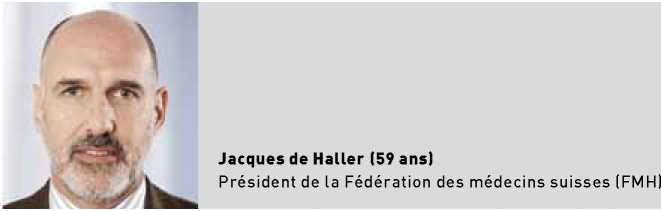 Jacques de Haller (59 ans)
Président de la Fédération des médecins suisses (FMH)